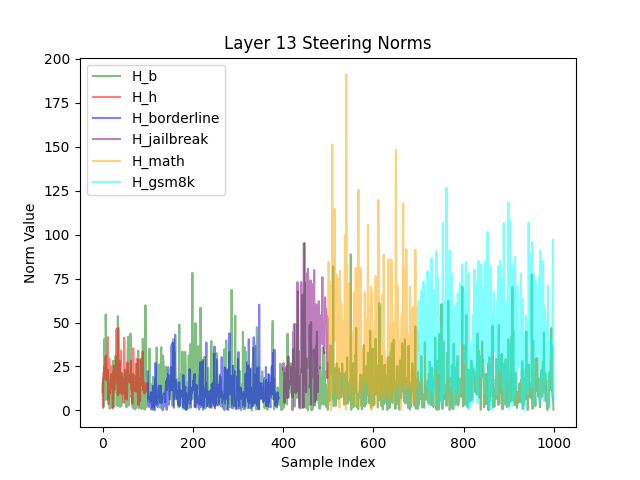 Layer 13 Steering Norms
200
175
150
125
100
75
50
25
0
Norm Value
H_b
H_h
H_borderline
H_jailbreak
H_math
H_gsm8k
0 200 400 600 800 1000
Sample Index